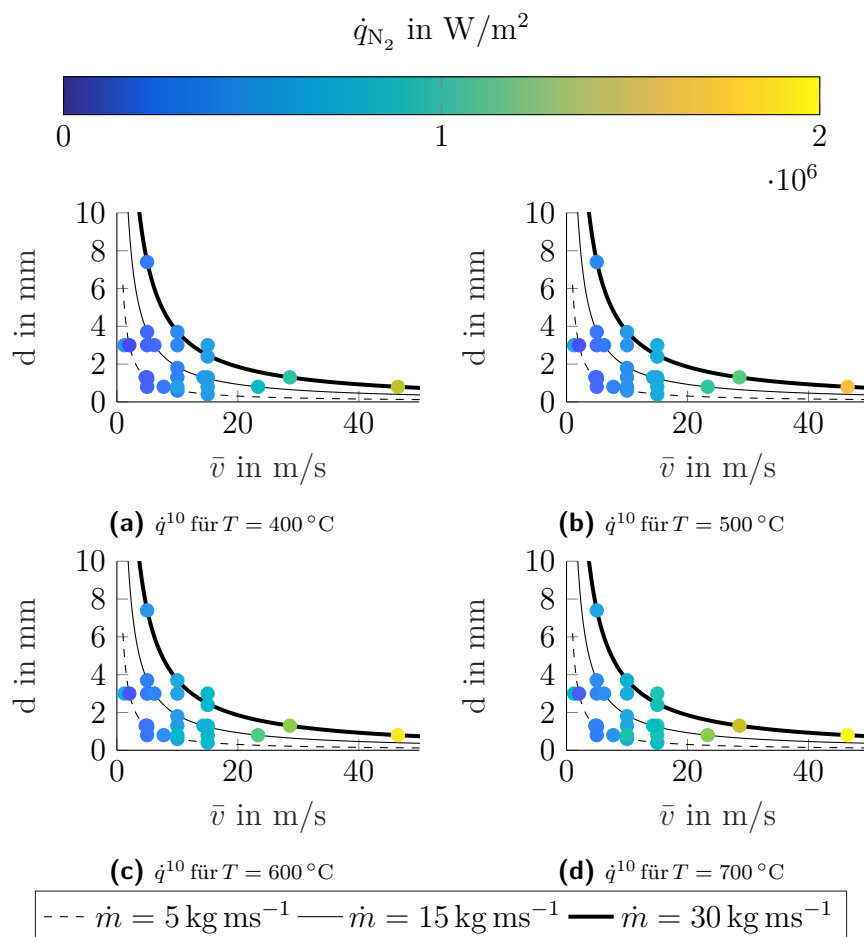 q̇_N₂ in W/m²
0 1 2
·10⁶
10 10
8 8
6 6
4 4
2 2
0 0
d in mm d in mm
0 20 40 0 20 40
v̄ in m/s v̄ in m/s
(a) q̇¹⁰ für T = 400 °C (b) q̇¹⁰ für T = 500 °C
10 10
8 8
6 6
4 4
2 2
0 0
d in mm d in mm
0 20 40 0 20 40
v̄ in m/s v̄ in m/s
(c) q̇¹⁰ für T = 600 °C (d) q̇¹⁰ für T = 700 °C
ṁ = 5 kg ms⁻¹ ṁ = 15 kg ms⁻¹ ṁ = 30 kg ms⁻¹